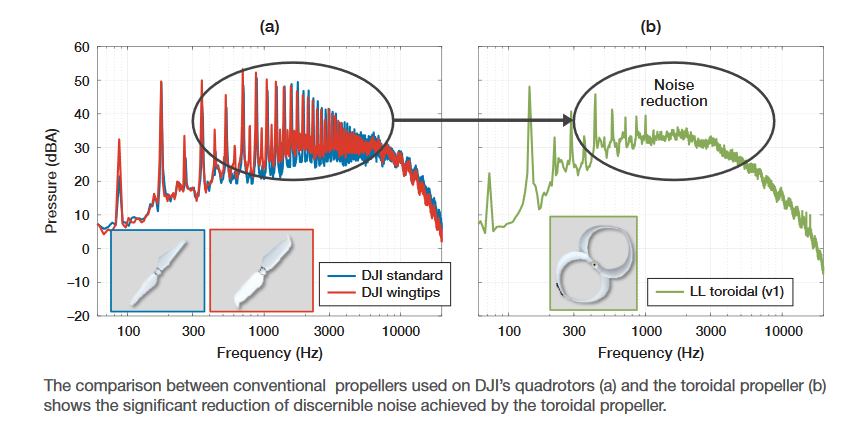 (a)
(b)
60
50
40
30
20
10
0
−10
−20
Pressure (dBA)
Noise
reduction
DJI standard
DJI wingtips
LL toroidal (v1)
100 300 1000 3000 10000
100 300 1000 3000 10000
Frequency (Hz)
Frequency (Hz)
The comparison between conventional propellers used on DJI's quadrotors (a) and the toroidal propeller (b)
shows the significant reduction of discernible noise achieved by the toroidal propeller.